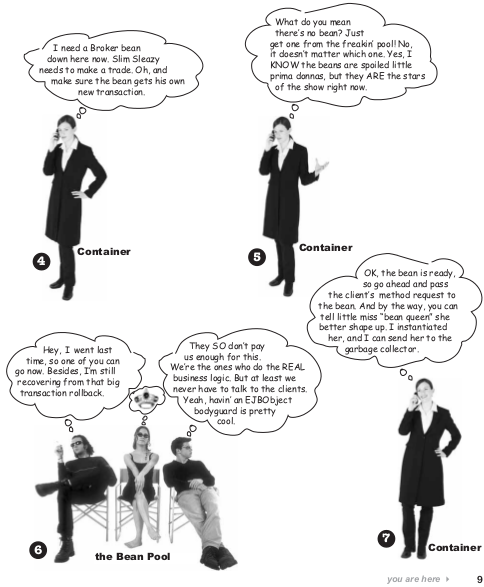 I need a Broker bean
down here now. Slim Sleazy
needs to make a trade. Oh, and
make sure the bean gets his own
new transaction.
What do you mean
there's no bean? Just
get one from the freakin' pool! No,
it doesn't matter which one. Yes, I
KNOW the beans are spoiled little
prima donnas, but they ARE the stars
of the show right now.
4
Container
5
Container
OK, the bean is ready,
so go ahead and pass
the client's method request to
the bean. And by the way, you can
tell little miss "bean queen" she
better shape up. I instantiated
her, and I can send her to the
garbage collector.
Hey, I went last
time, so one of you can
go now. Besides, I'm still
recovering from that big
transaction rollback.
They SO don't pay
us enough for this.
We're the ones who do the REAL
business logic. But at least we
never have to talk to the clients.
Yeah, havin' an EJBObject
bodyguard is pretty
cool.
6
the Bean Pool
7
Container
you are here
9